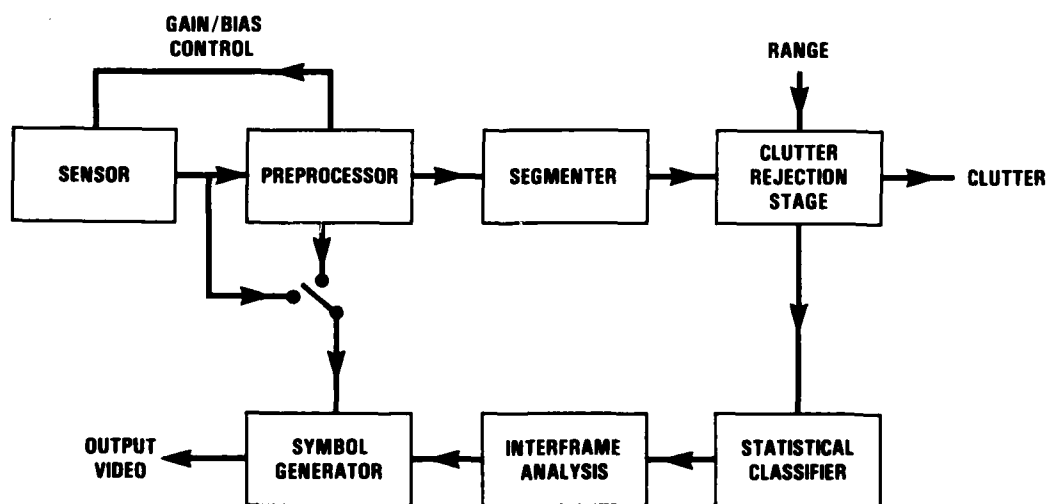 GAIN/BIAS
CONTROL
RANGE
SENSOR
PREPROCESSOR
SEGMENTER
CLUTTER
REJECTION
STAGE
CLUTTER
OUTPUT
VIDEO
SYMBOL
GENERATOR
INTERFRAME
ANALYSIS
STATISTICAL
CLASSIFIER